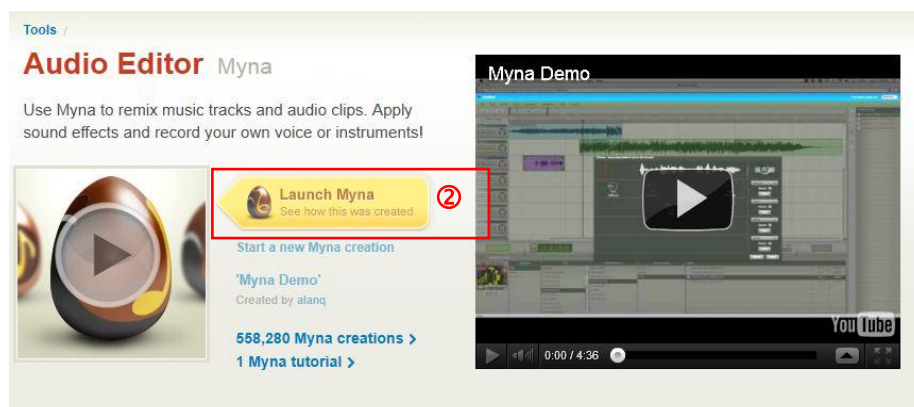 Tools /
Audio Editor Myna
Use Myna to remix music tracks and audio clips. Apply
sound effects and record your own voice or instruments!
Launch Myna
See how this was created
②
Start a new Myna creation
'Myna Demo'
Created by alanq
558,280 Myna creations >
1 Myna tutorial >
Myna Demo
YouTube
0:00 / 4:36